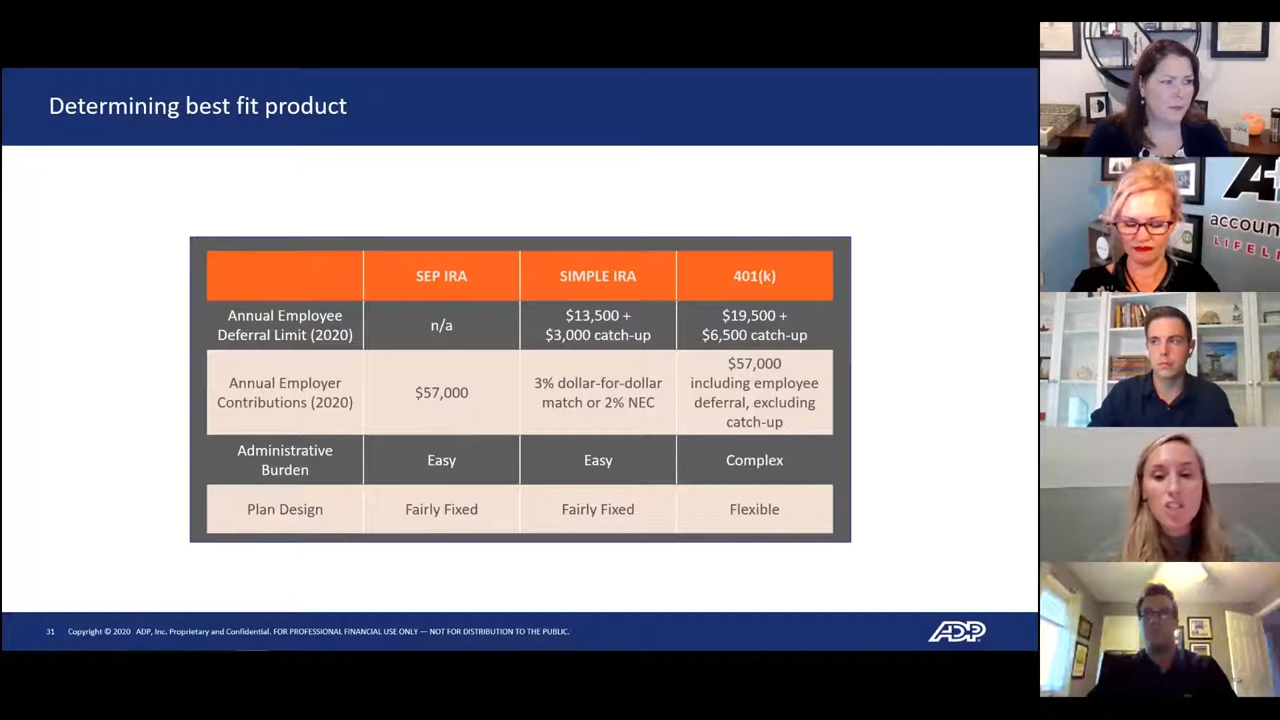 Determining best fit product
SEP IRA
SIMPLE IRA
401(k)
Annual Employee
Deferral Limit (2020)
n/a
$13,500 +
$3,000 catch-up
$19,500 +
$6,500 catch-up
Annual Employer
Contributions (2020)
$57,000
3% dollar-for-dollar
match or 2% NEC
$57,000
including employee
deferral, excluding
catch-up
Administrative
Burden
Easy
Easy
Complex
Plan Design
Fairly Fixed
Fairly Fixed
Flexible
31 Copyright © 2020 ADP, Inc. Proprietary and Confidential. FOR PROFESSIONAL FINANCIAL USE ONLY — NOT FOR DISTRIBUTION TO THE PUBLIC.
ADP